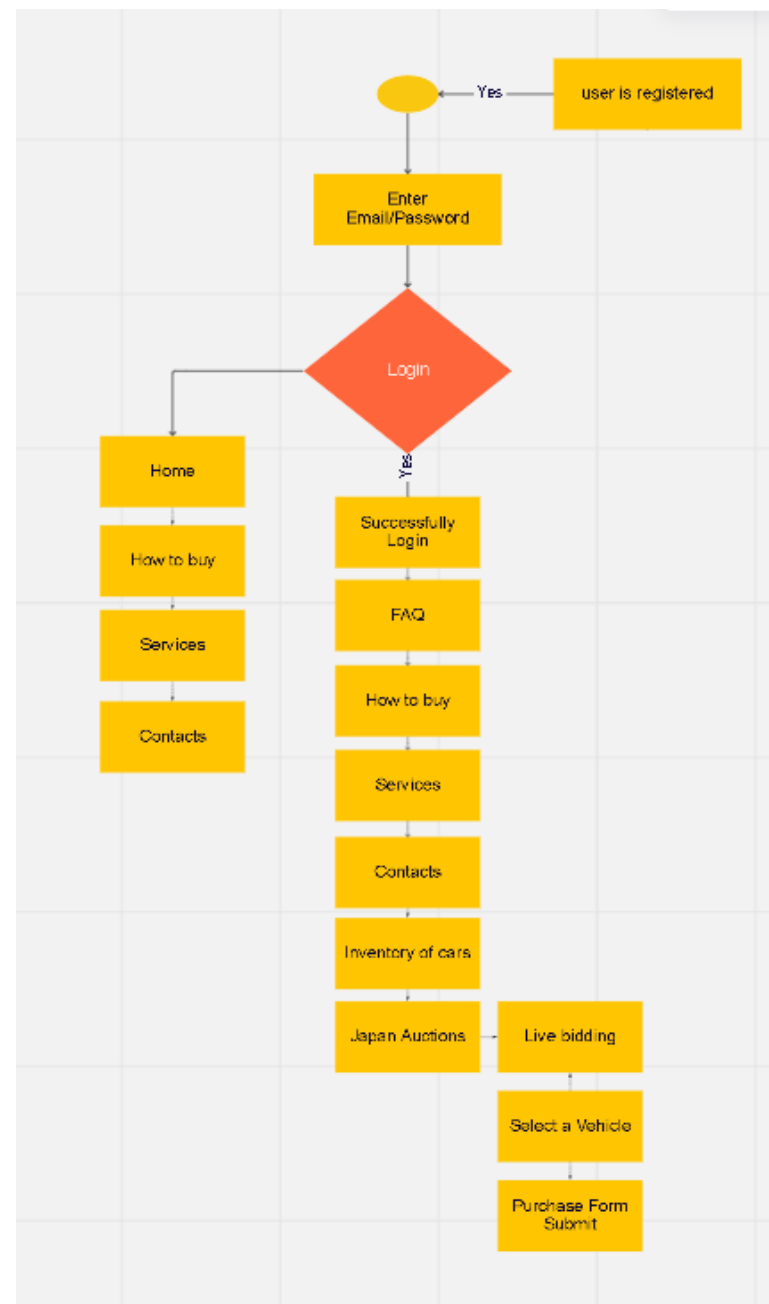 Yes
user is registered
Enter
Email/Password
Login
Home
Yes
Successfully
Login
How to buy
FAQ
Services
How to buy
Contacts
Services
Contacts
Inventory of cars
Japan Auctions
Live bidding
Select a Vehicle
Purchase Form
Submit